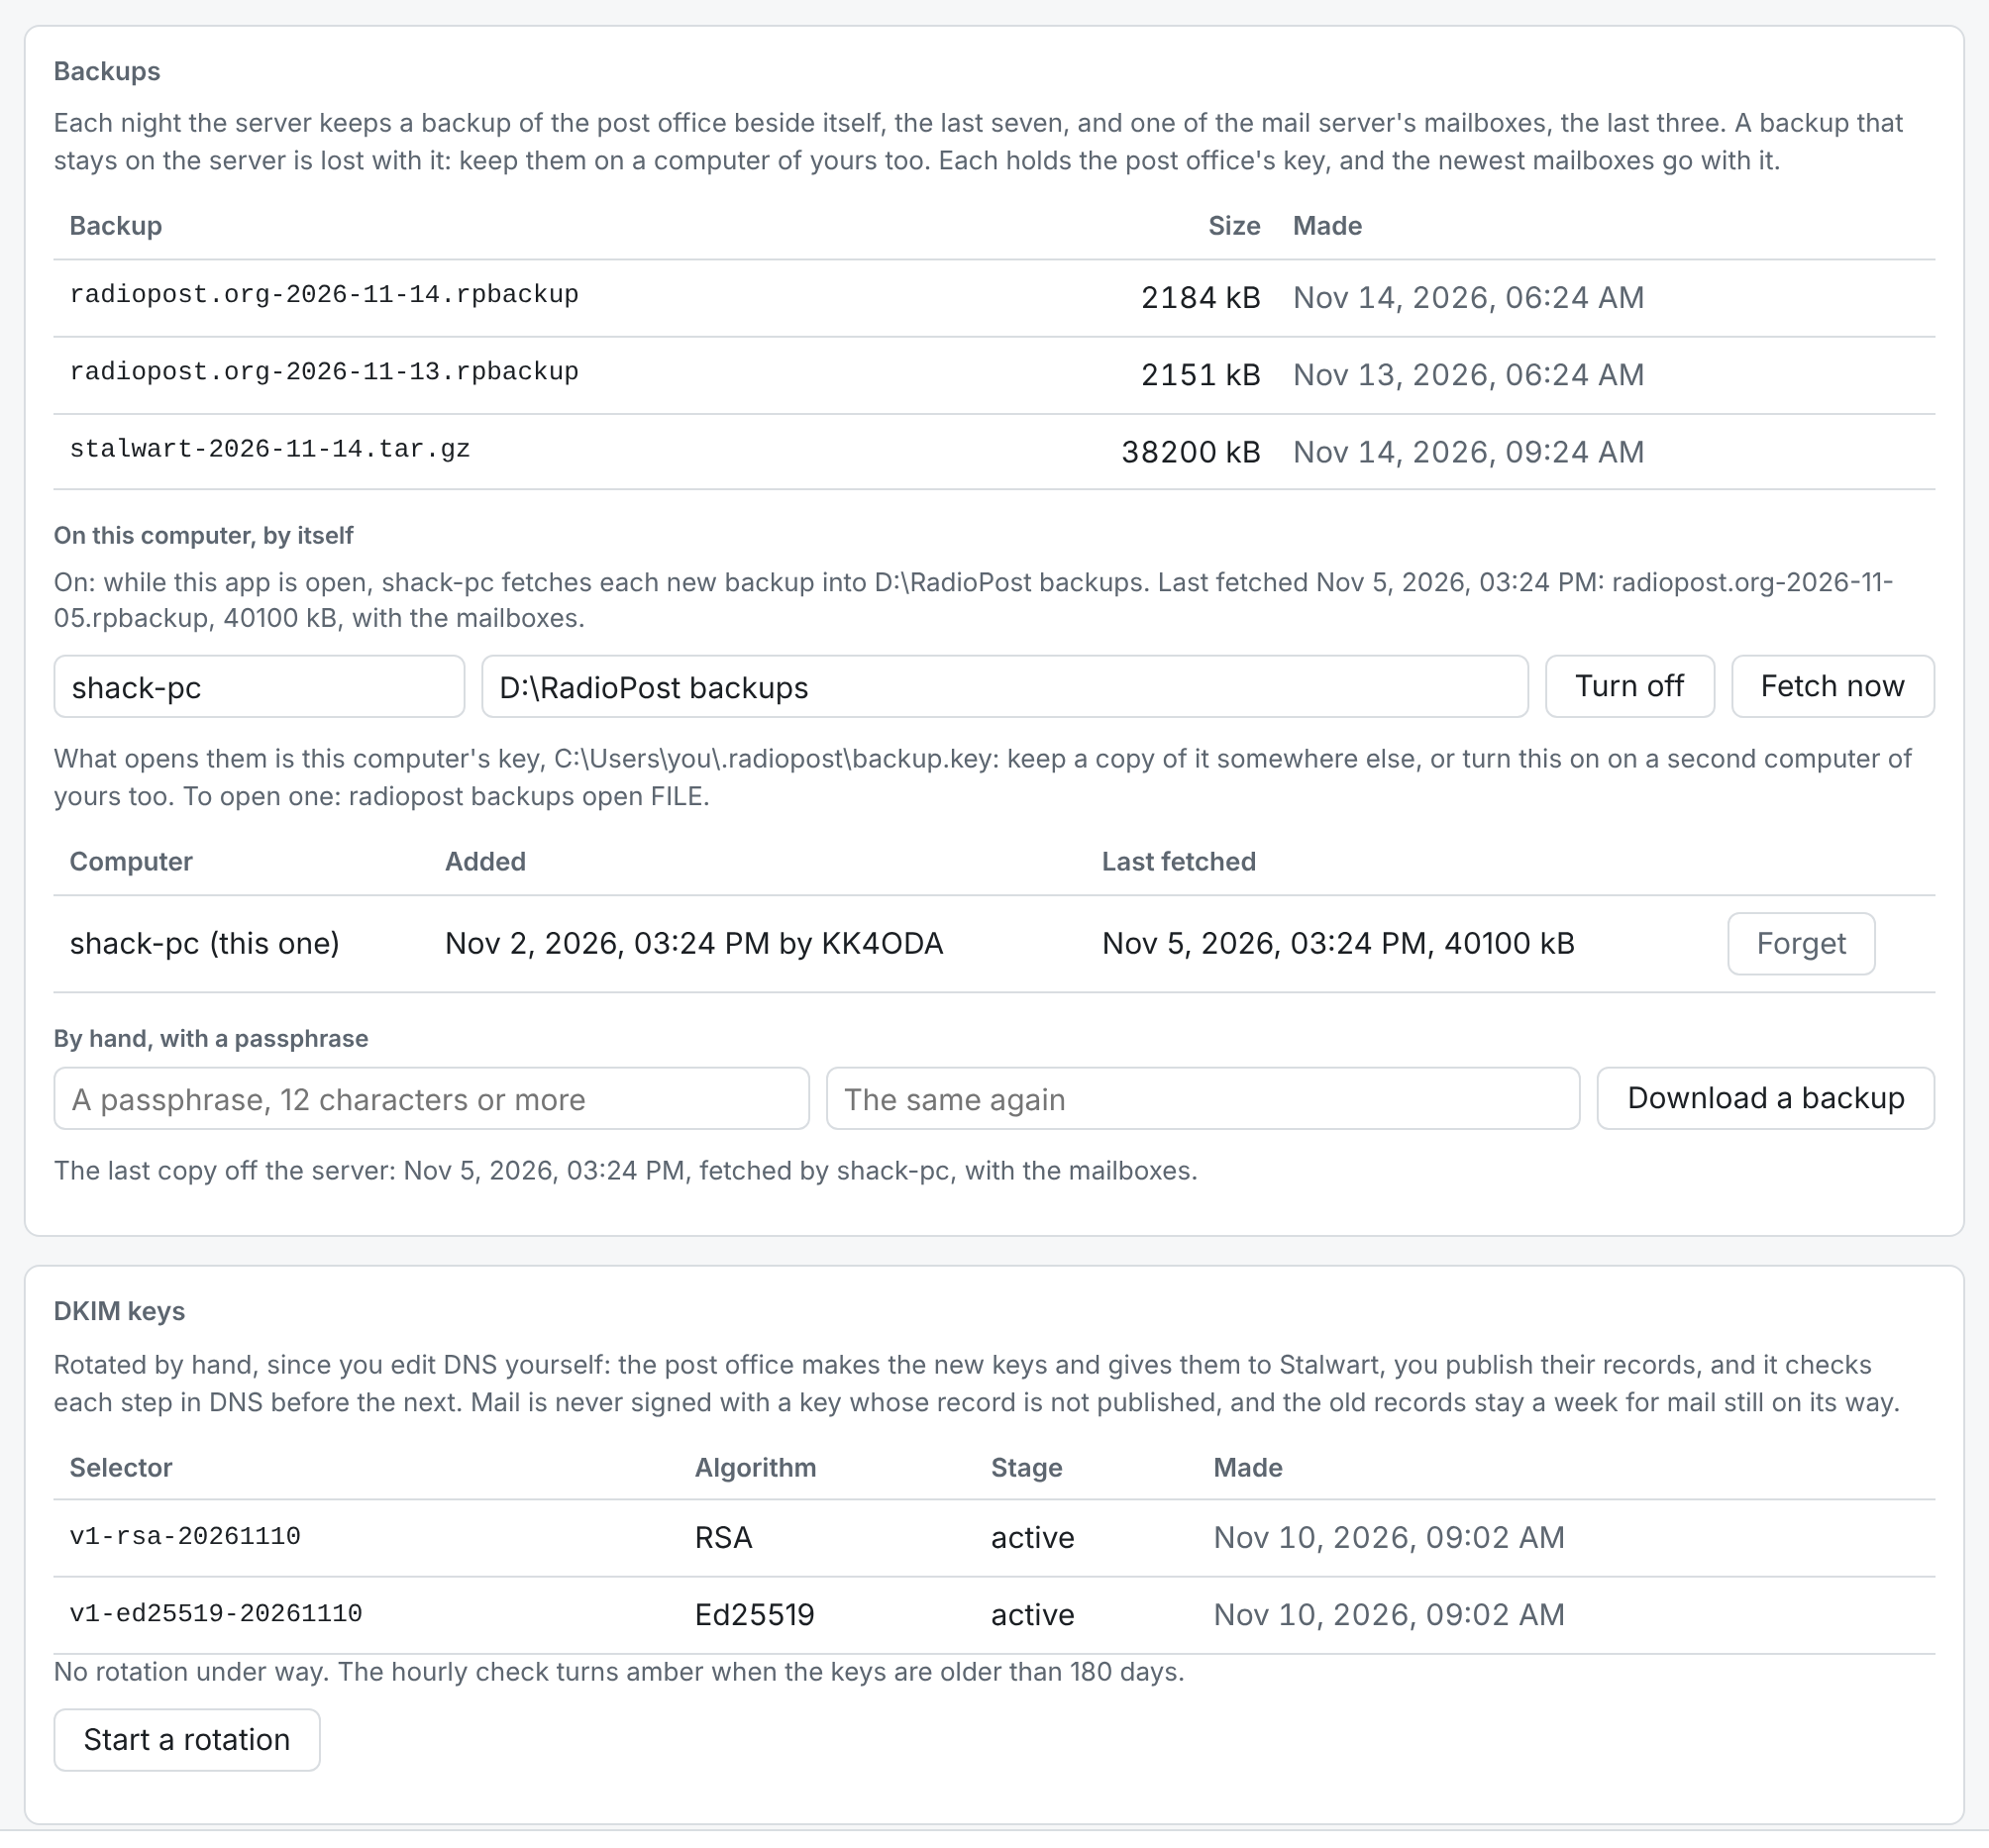 Backups
Each night the server keeps a backup of the post office beside itself, the last seven, and one of the mail server's mailboxes, the last three. A backup that
stays on the server is lost with it: keep them on a computer of yours too. Each holds the post office's key, and the newest mailboxes go with it.
Backup Size Made
radiopost.org-2026-11-14.rpbackup 2184 kB Nov 14, 2026, 06:24 AM
radiopost.org-2026-11-13.rpbackup 2151 kB Nov 13, 2026, 06:24 AM
stalwart-2026-11-14.tar.gz 38200 kB Nov 14, 2026, 09:24 AM
On this computer, by itself
On: while this app is open, shack-pc fetches each new backup into D:\RadioPost backups. Last fetched Nov 5, 2026, 03:24 PM: radiopost.org-2026-11-
05.rpbackup, 40100 kB, with the mailboxes.
shack-pc D:\RadioPost backups Turn off Fetch now
What opens them is this computer's key, C:\Users\you\.radiopost\backup.key: keep a copy of it somewhere else, or turn this on on a second computer of
yours too. To open one: radiopost backups open FILE.
Computer Added Last fetched
shack-pc (this one) Nov 2, 2026, 03:24 PM by KK4ODA Nov 5, 2026, 03:24 PM, 40100 kB Forget
By hand, with a passphrase
A passphrase, 12 characters or more The same again Download a backup
The last copy off the server: Nov 5, 2026, 03:24 PM, fetched by shack-pc, with the mailboxes.
DKIM keys
Rotated by hand, since you edit DNS yourself: the post office makes the new keys and gives them to Stalwart, you publish their records, and it checks
each step in DNS before the next. Mail is never signed with a key whose record is not published, and the old records stay a week for mail still on its way.
Selector Algorithm Stage Made
v1-rsa-20261110 RSA active Nov 10, 2026, 09:02 AM
v1-ed25519-20261110 Ed25519 active Nov 10, 2026, 09:02 AM
No rotation under way. The hourly check turns amber when the keys are older than 180 days.
Start a rotation